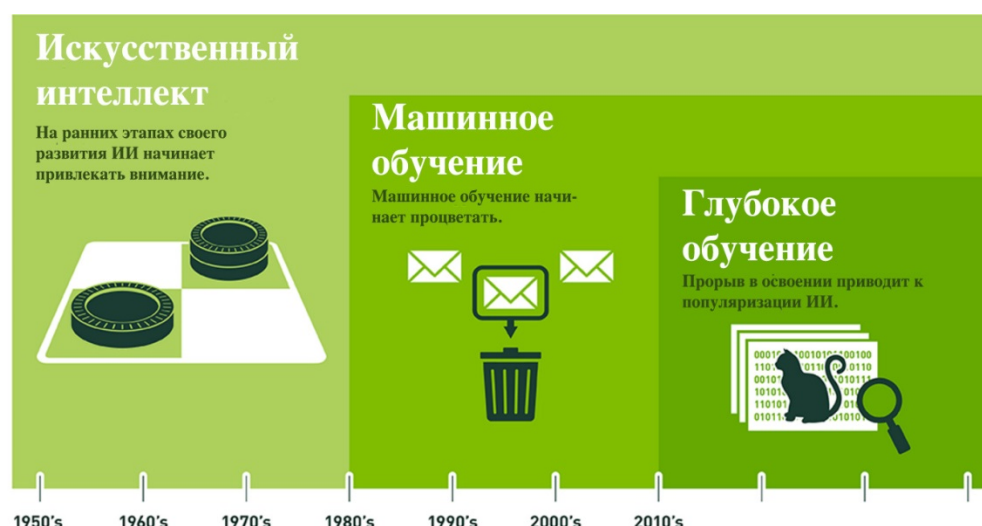 Искусственный
интеллект
На ранних этапах своего
развития ИИ начинает
привлекать внимание.
Машинное
обучение
Машинное обучение начи-
нает процветать.
Глубокое
обучение
Прорыв в освоении приводит к
популяризации ИИ.
1950's 1960's 1970's 1980's 1990's 2000's 2010's